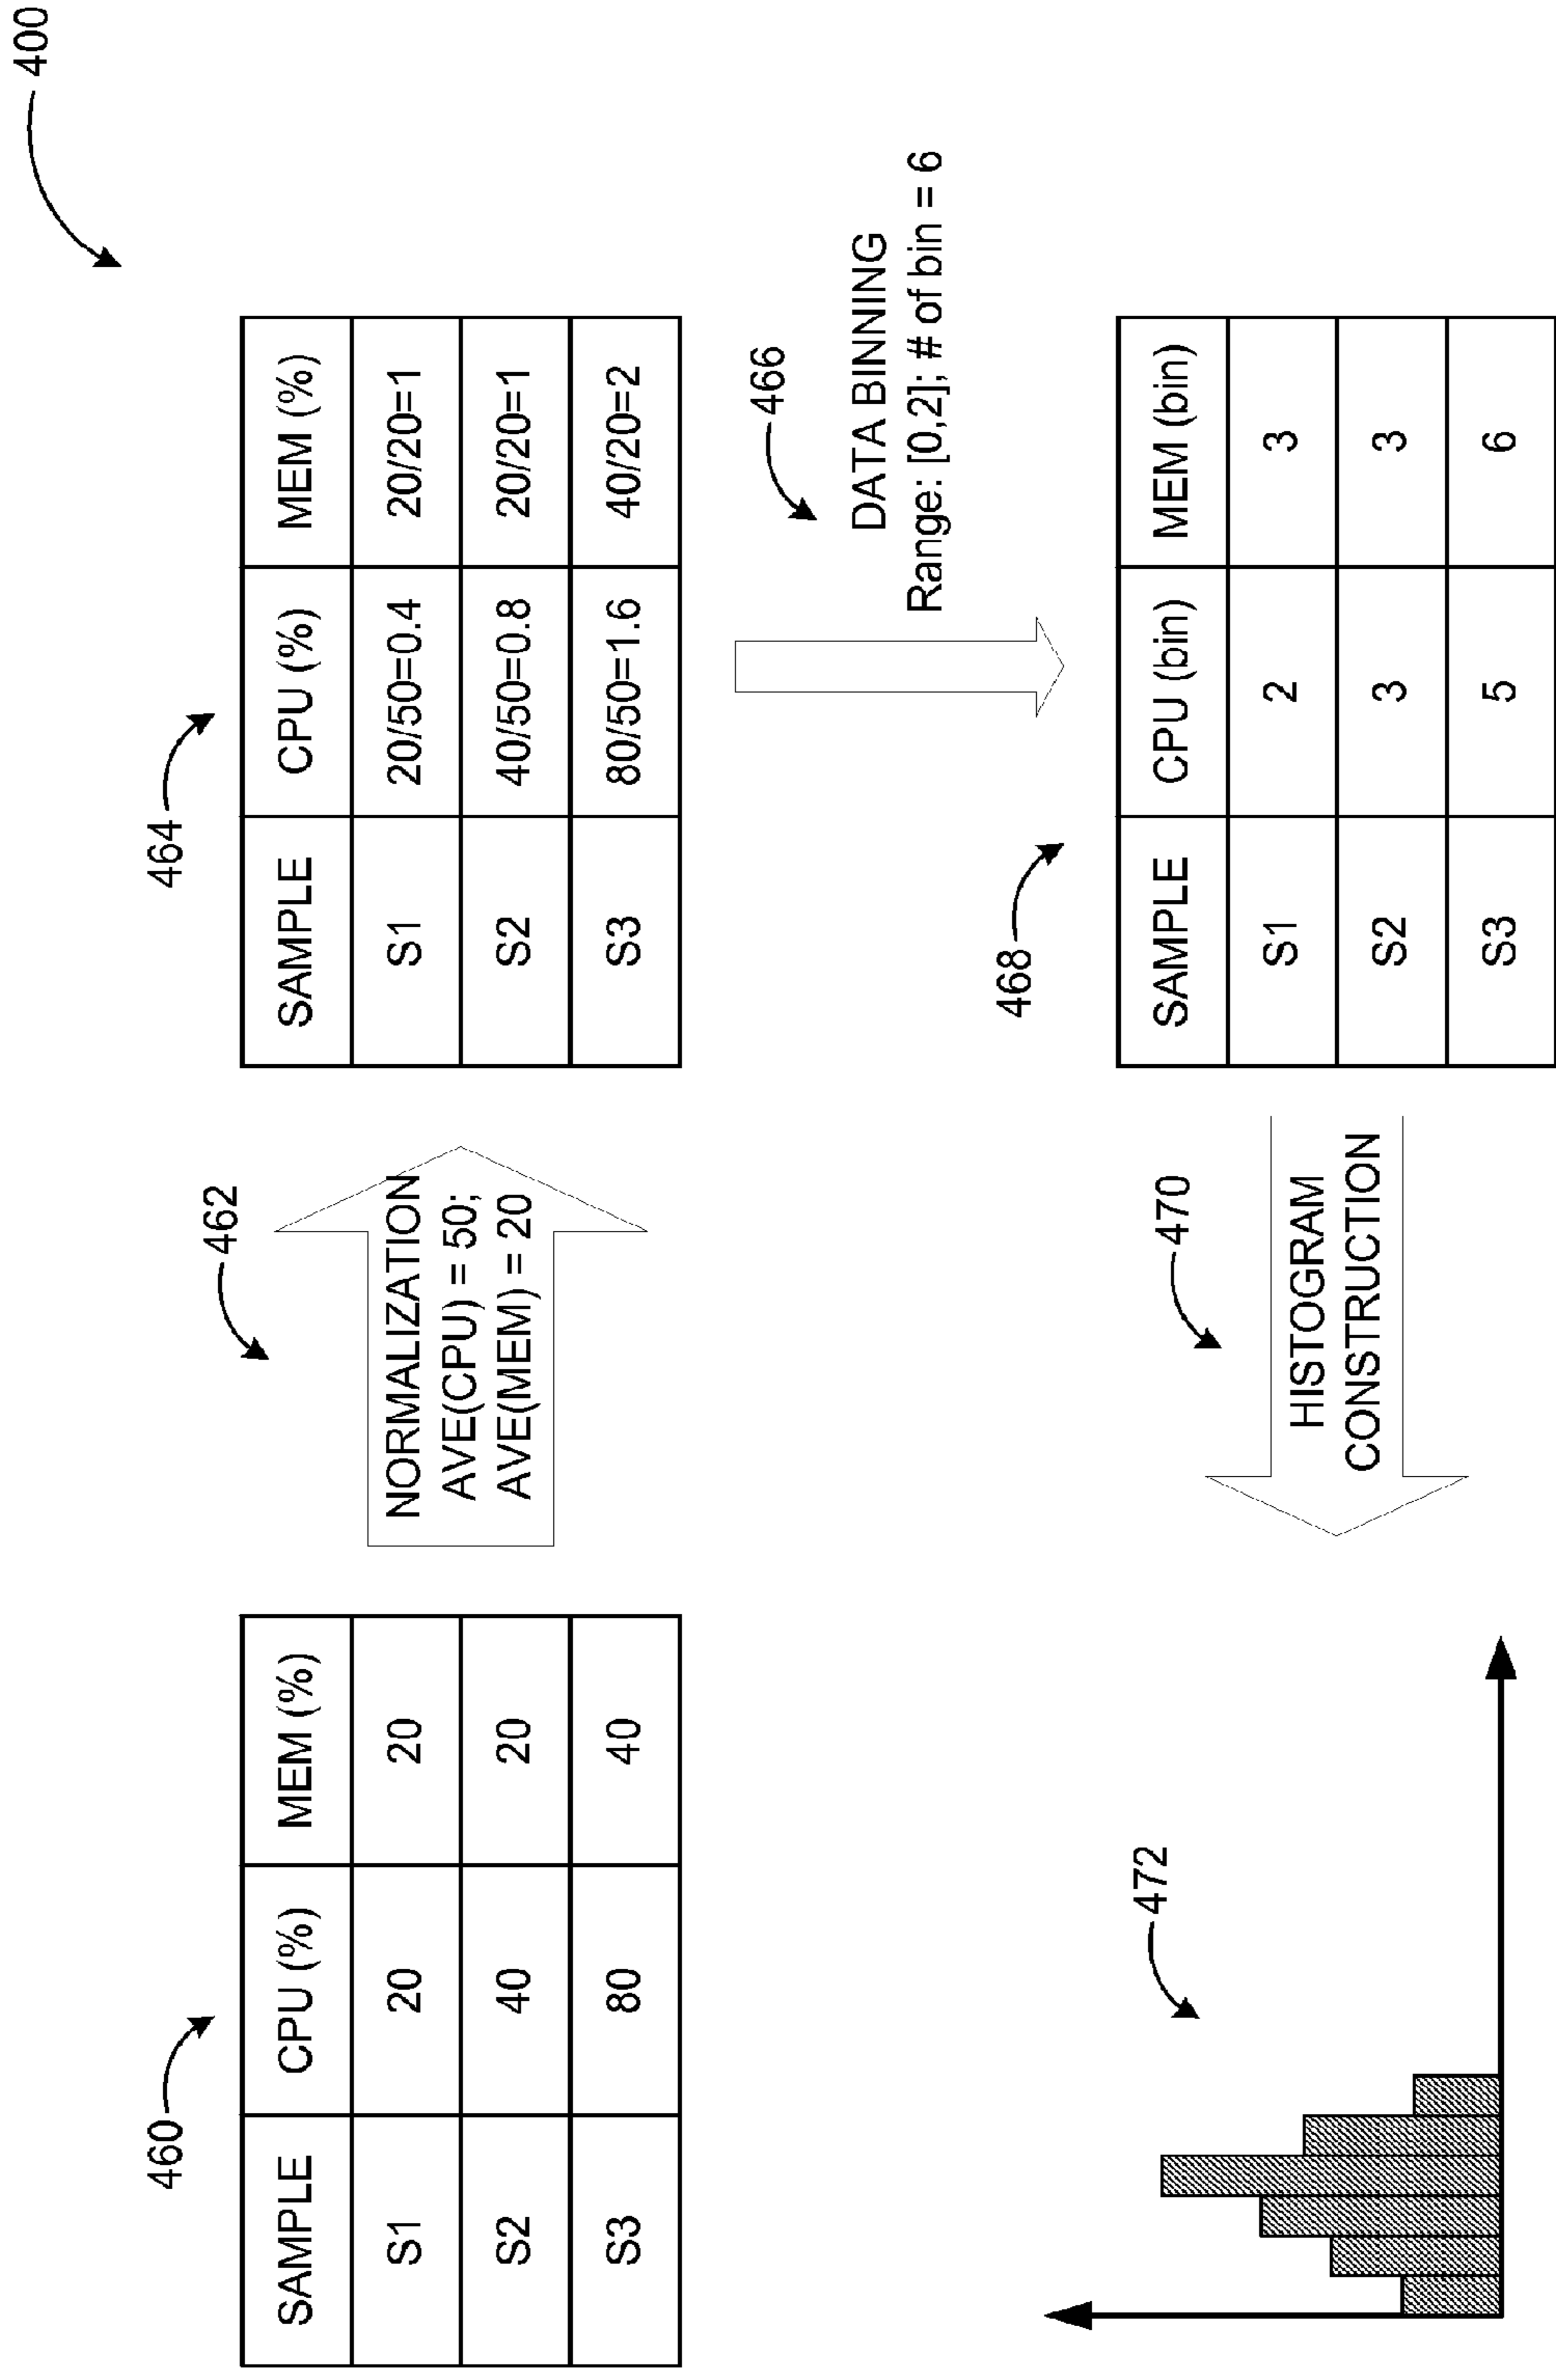 400
460
SAMPLE CPU (%) MEM (%)
S1 20 20
S2 40 20
S3 80 40
462
NORMALIZATION
AVE(CPU) = 50;
AVE(MEM) = 20
464
SAMPLE CPU (%) MEM (%)
S1 20/50=0.4 20/20=1
S2 40/50=0.8 20/20=1
S3 80/50=1.6 40/20=2
466
DATA BINNING
Range: [0,2]; # of bin = 6
468
SAMPLE CPU (bin) MEM (bin)
S1 2 3
S2 3 3
S3 5 6
470
HISTOGRAM
CONSTRUCTION
472